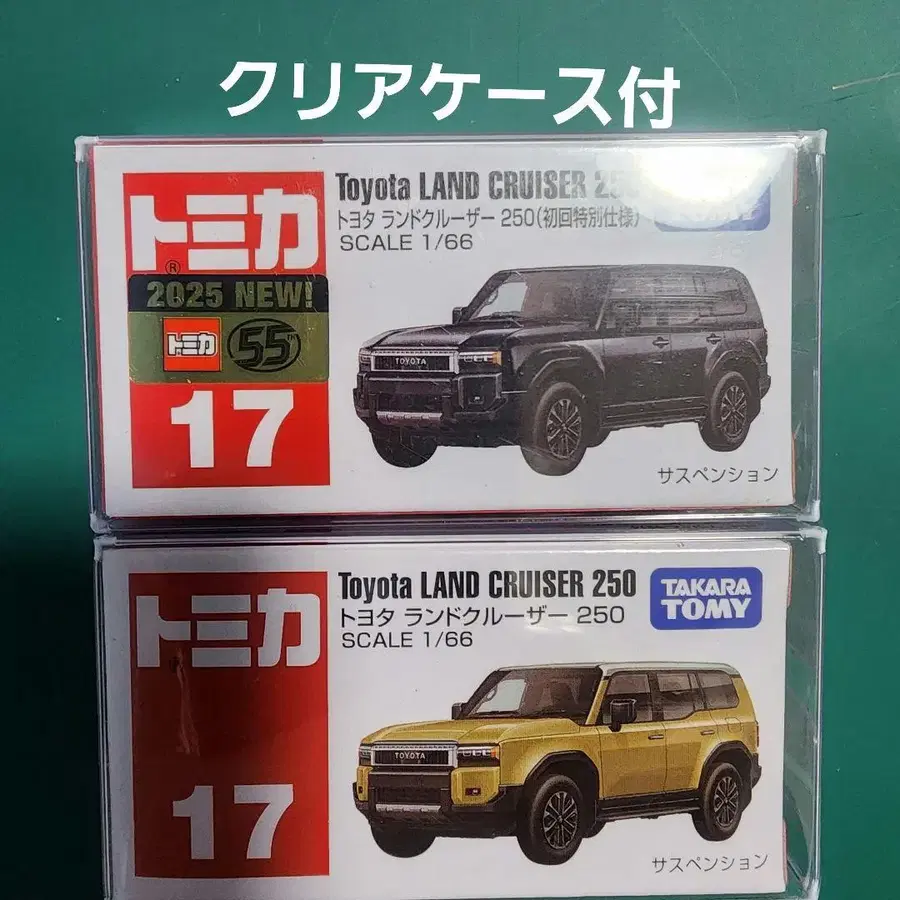 クリアケース付
トミカ
®
2025 NEW!
トミカ 55
17
Toyota LAND CRUISER 25
トヨタ ランドクルーザー 250(初回特別仕様)
SCALE 1/66
TOYOTA
サスペンション
トミカ
17
Toyota LAND CRUISER 250
トヨタ ランドクルーザー 250
SCALE 1/66
TAKARA
TOMY
TOYOTA
サスペンション